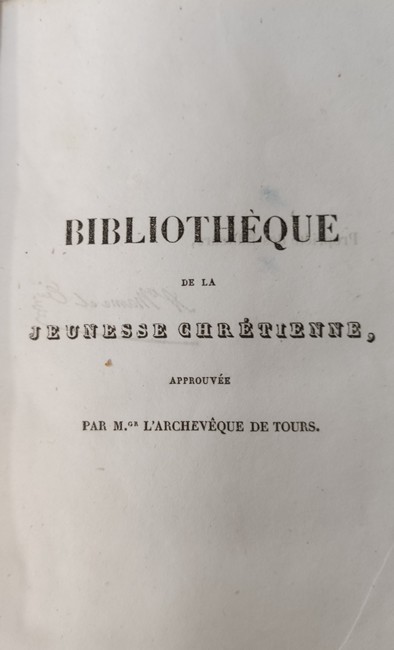 BIBLIOTHÈQUE
DE LA
JEUNESSE CHRÉTIENNE,
APPROUVÉE
PAR M.GR L'ARCHEVÊQUE DE TOURS.